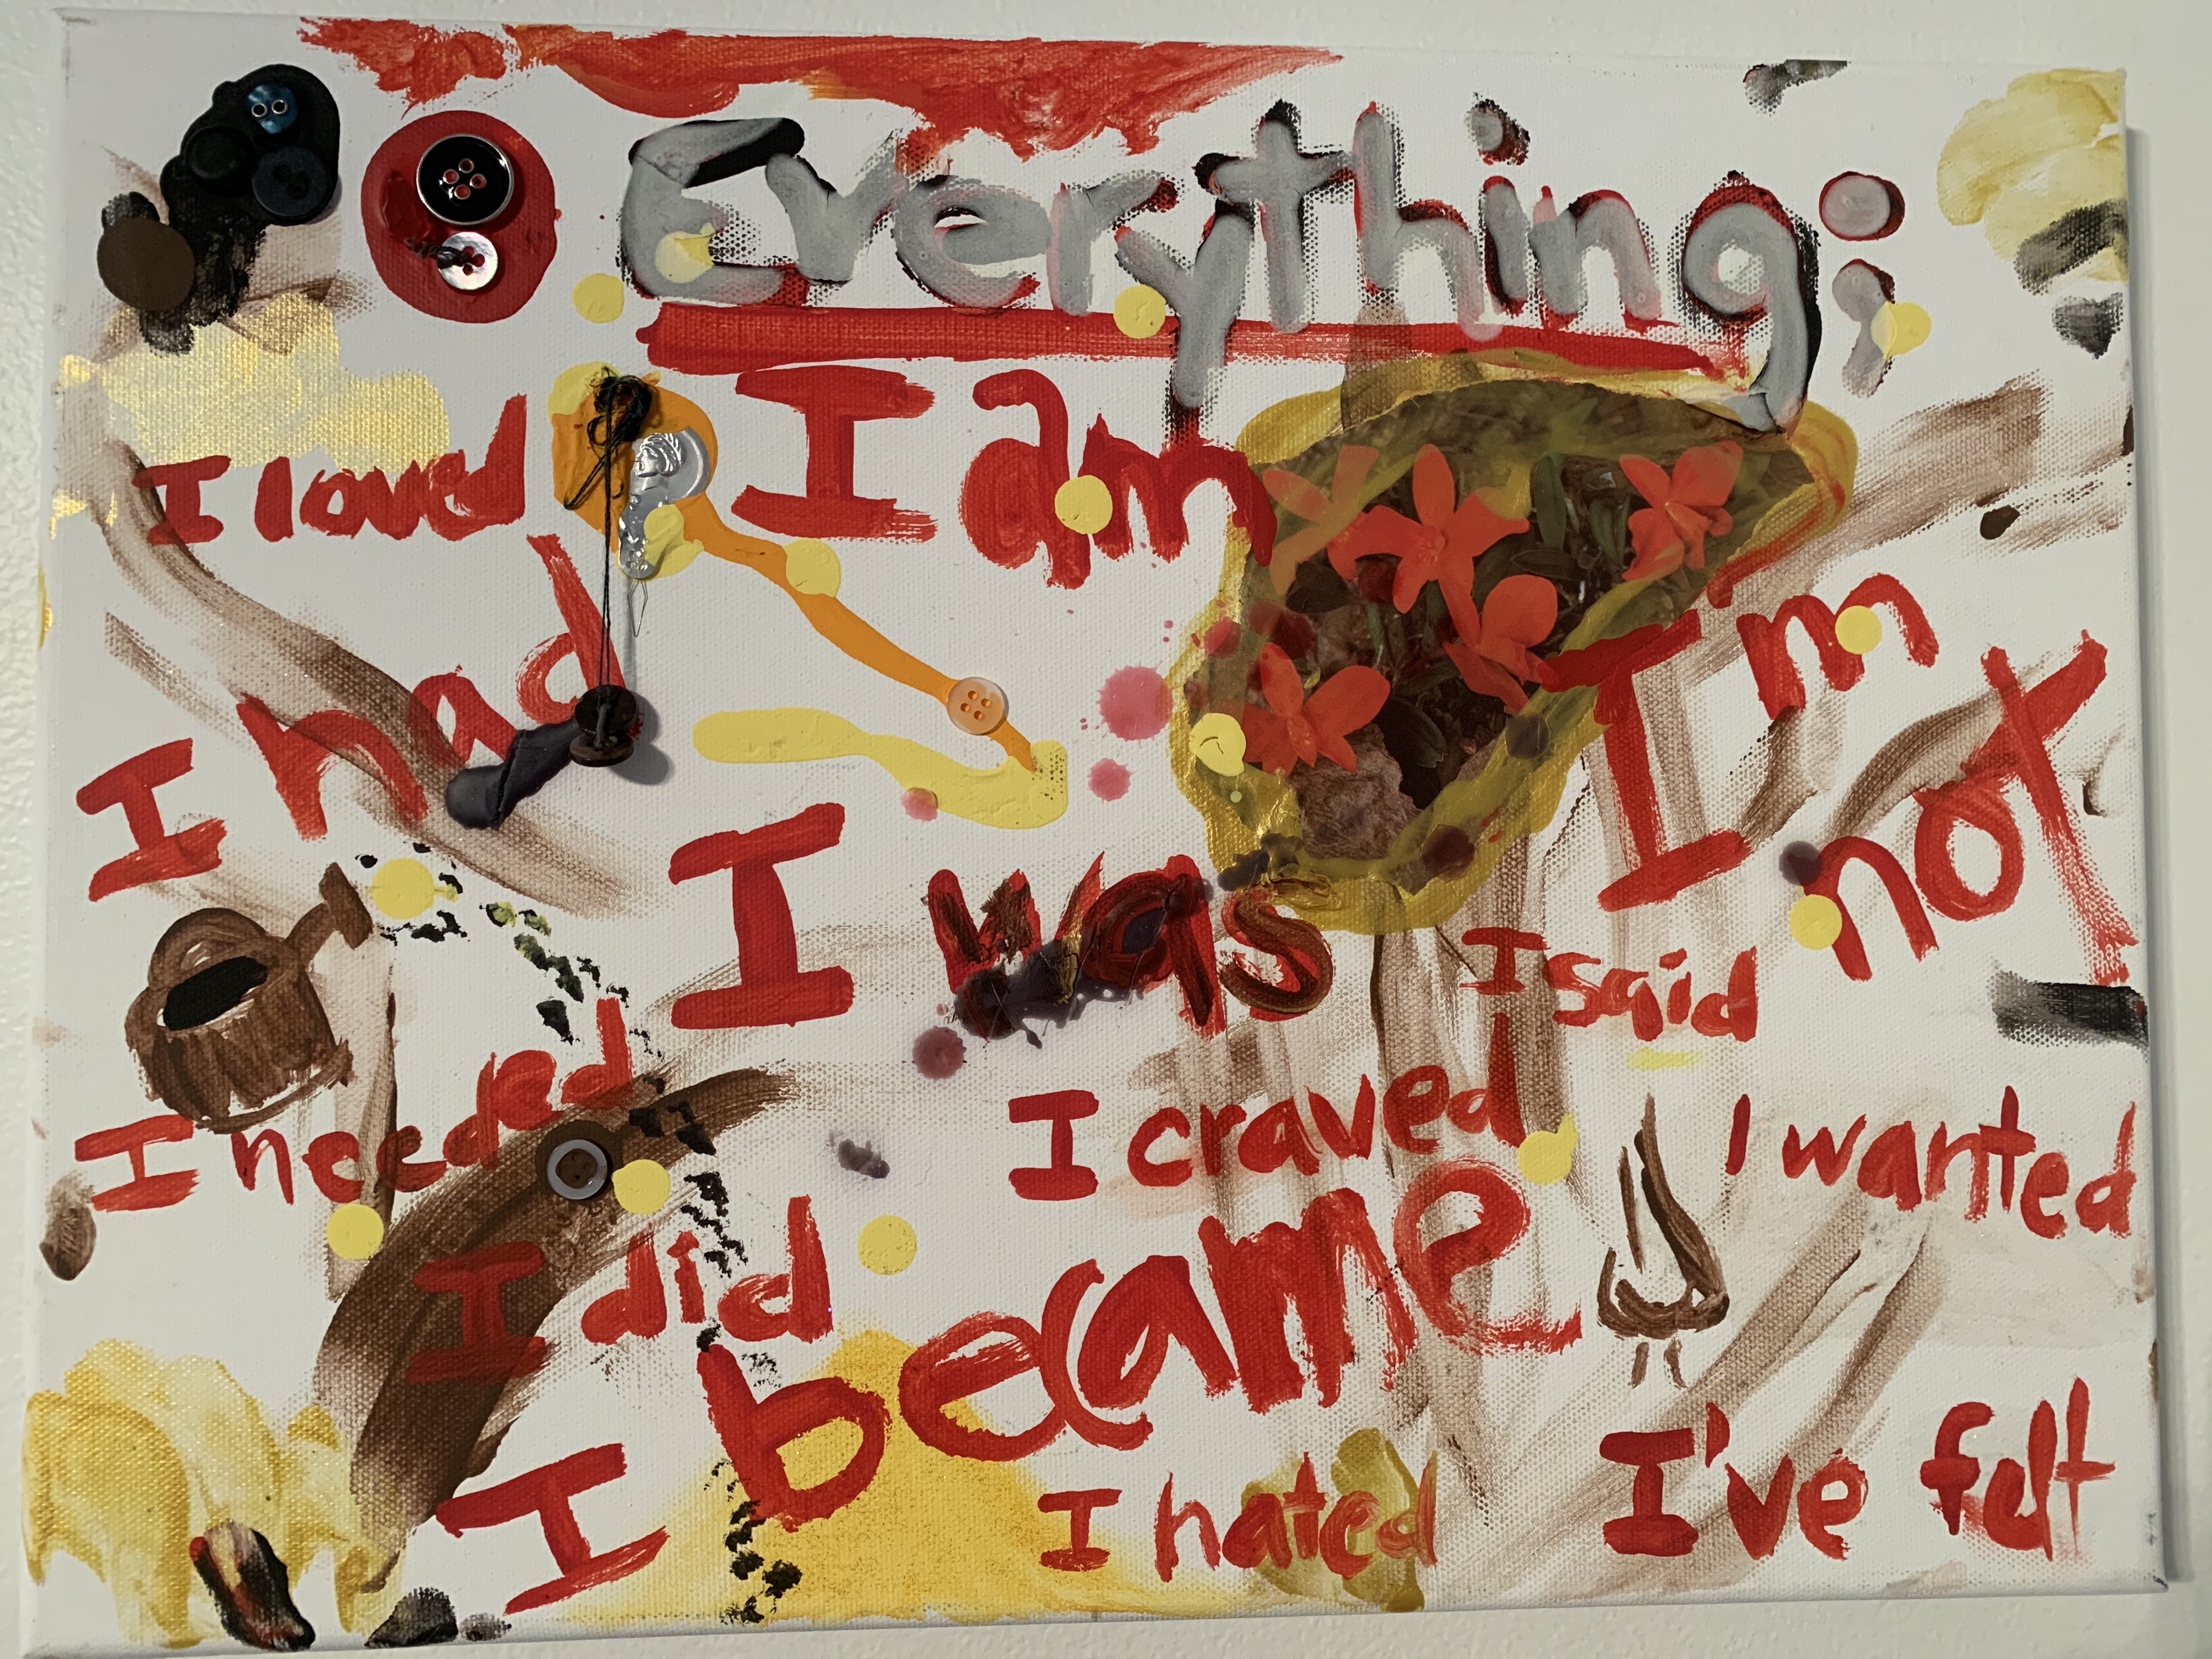 Everything;
I loved
I am
I had
I'm
not
I was
I said
I needed
I craved
I wanted
I did
I became
I hated
I've felt